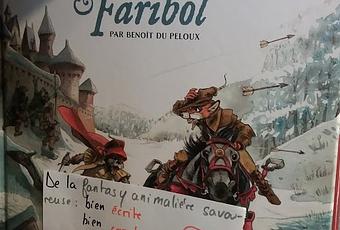 & Faribol
PAR BENOÎT DU PELOUX
De la fantasy animalière savou-
reuse : bien écrite
bien